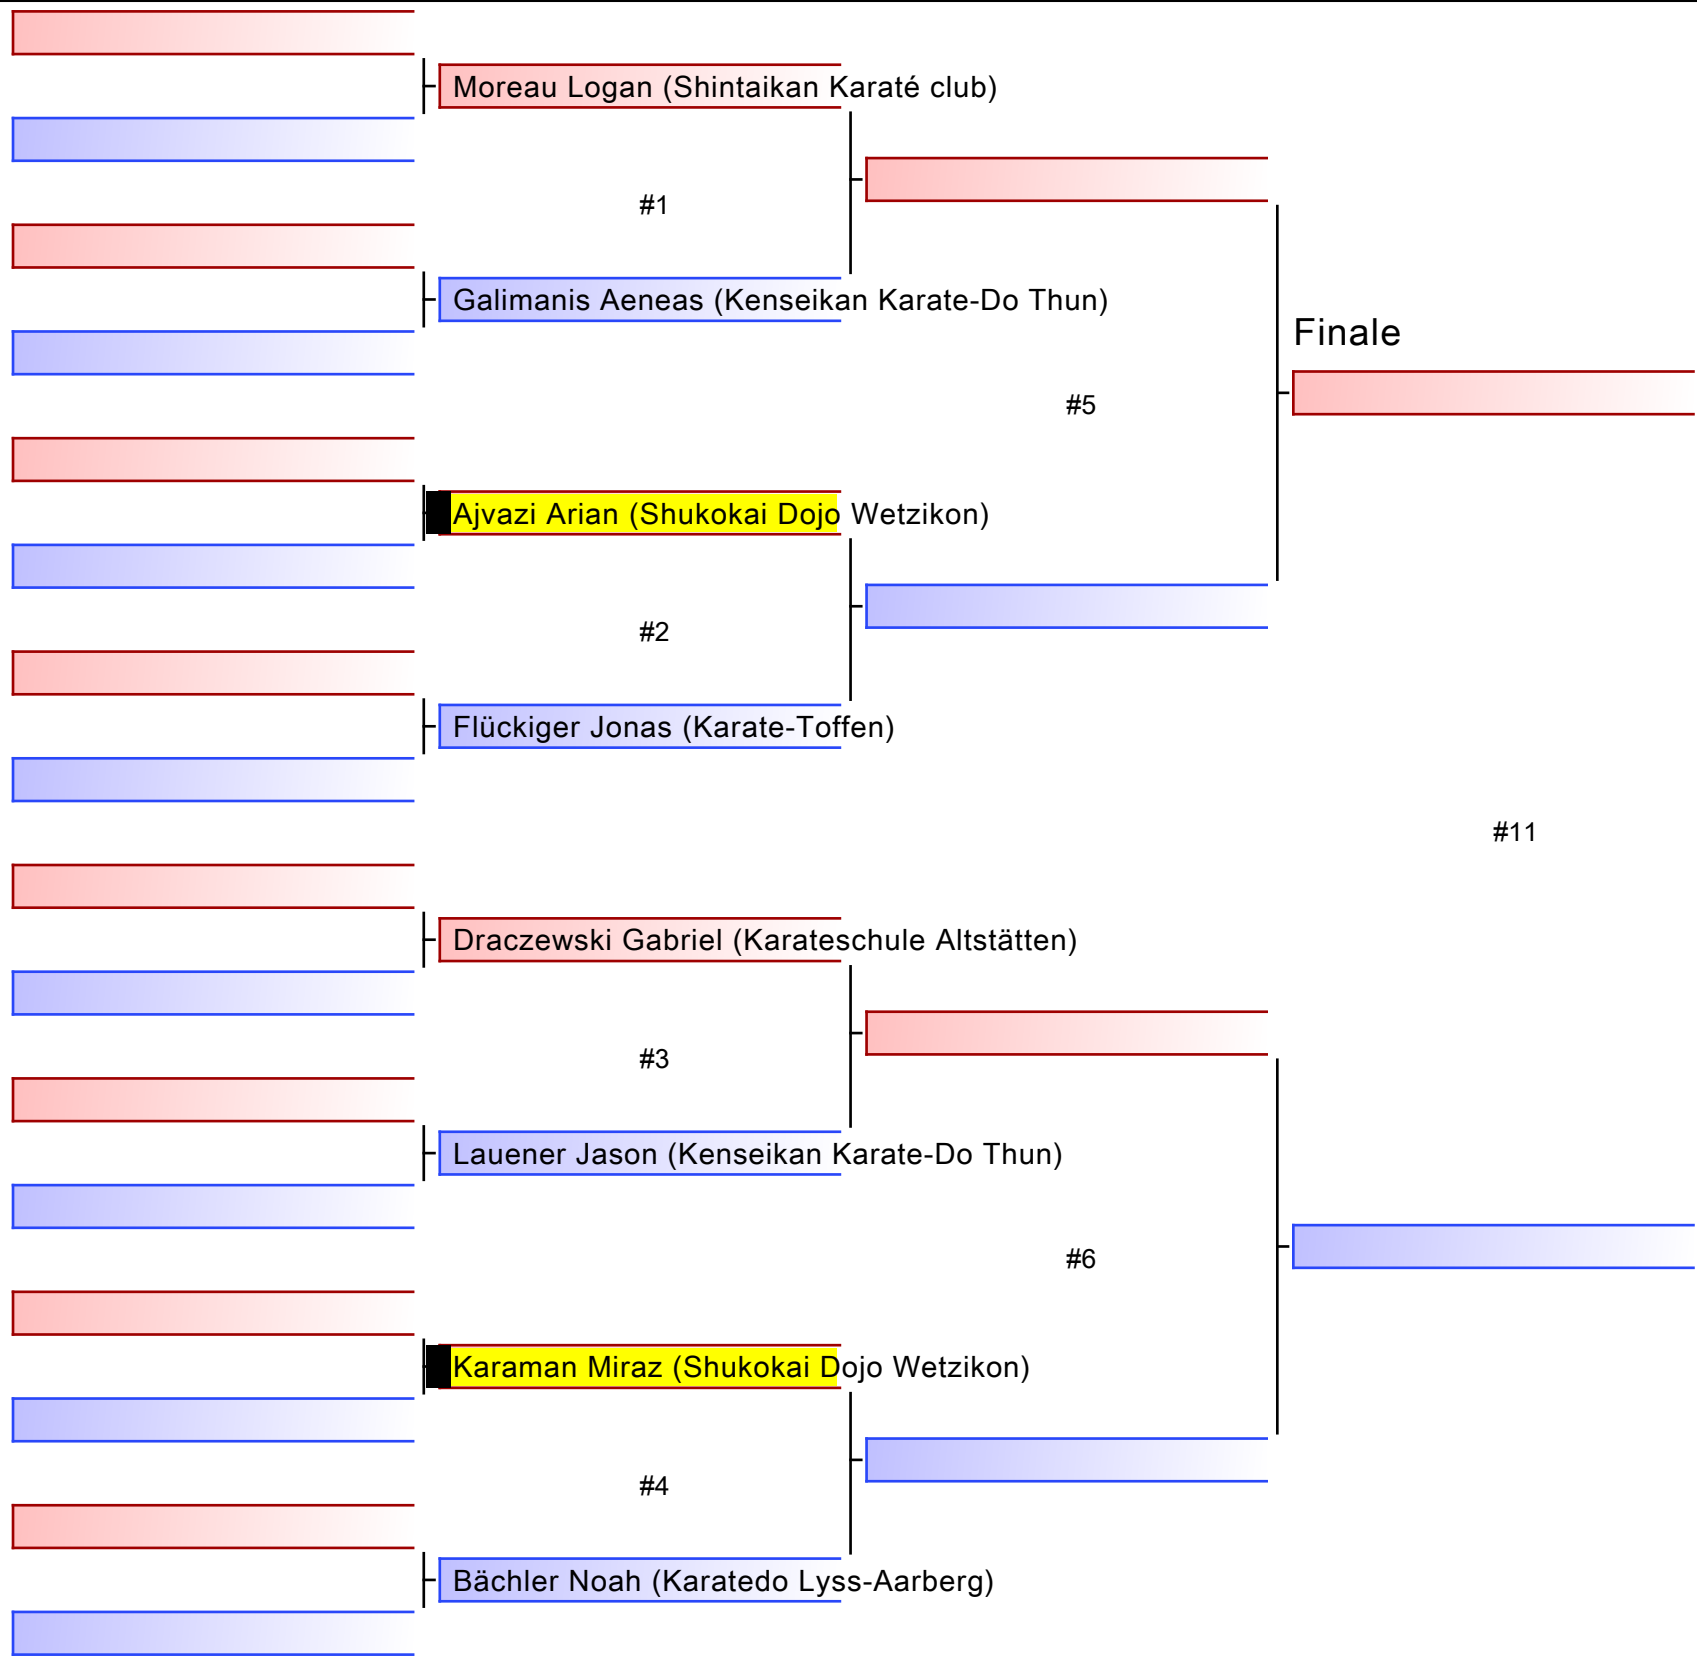 Moreau Logan (Shintaikan Karaté club)
#1
Galimanis Aeneas (Kenseikan Karate-Do Thun)
Finale
#5
Ajvazi Arian (Shukokai Dojo Wetzikon)
#2
Flückiger Jonas (Karate-Toffen)
#11
Draczewski Gabriel (Karateschule Altstätten)
#3
Lauener Jason (Kenseikan Karate-Do Thun)
#6
Karaman Miraz (Shukokai Dojo Wetzikon)
#4
Bächler Noah (Karatedo Lyss-Aarberg)